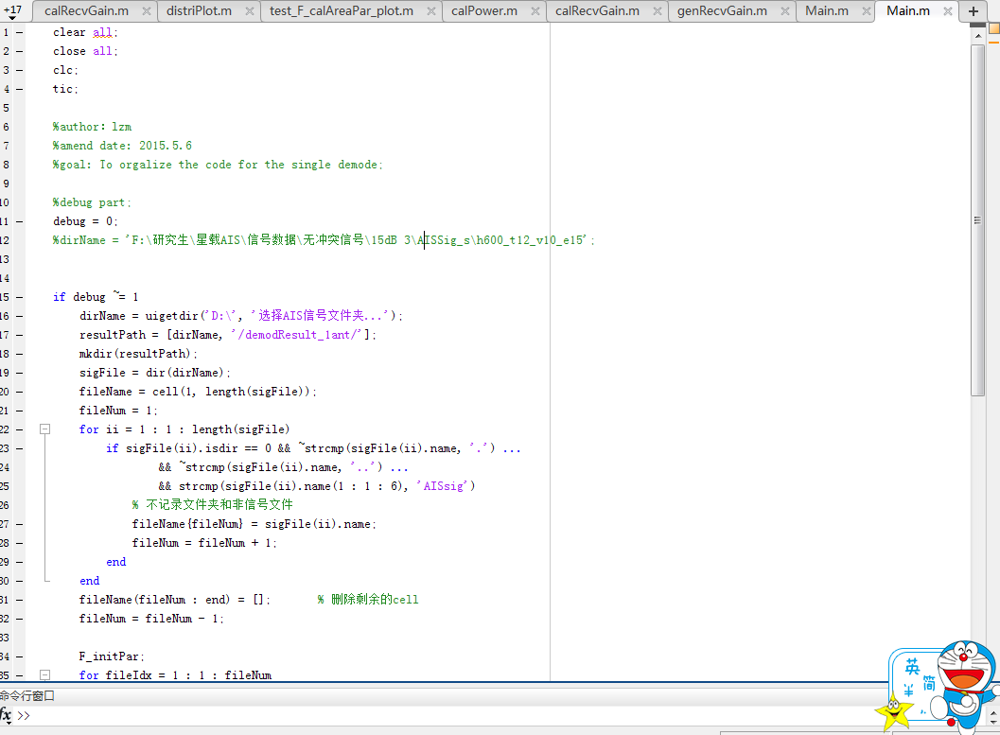 +17 calRecvGain.m × distriPlot.m × test_F_calAreaPar_plot.m × calPower.m × calRecvGain.m × genRecvGain.m × Main.m × Main.m × +
1 — clear all;
2 — close all;
3 — clc;
4 — tic;
5
6 %author: lzm
7 %amend date: 2015.5.6
8 %goal: To orgalize the code for the single demode;
9
10 %debug part;
11 — debug = 0;
12 %dirName = 'F:\研究生\星载AIS\信号数据\无冲突信号\15dB 3\AISSig_s\h600_t12_v10_e15';
13
14
15 — if debug ~= 1
16 — dirName = uigetdir('D:\', '选择AIS信号文件夹...');
17 — resultPath = [dirName, '/demodResult_1ant/'];
18 — mkdir(resultPath);
19 — sigFile = dir(dirName);
20 — fileName = cell(1, length(sigFile));
21 — fileNum = 1;
22 — for ii = 1 : 1 : length(sigFile)
23 — if sigFile(ii).isdir == 0 && ~strcmp(sigFile(ii).name, '.') ...
24 && ~strcmp(sigFile(ii).name, '..') ...
25 && strcmp(sigFile(ii).name(1 : 1 : 6), 'AISsig')
26 % 不记录文件夹和非信号文件
27 — fileName{fileNum} = sigFile(ii).name;
28 — fileNum = fileNum + 1;
29 — end
30 — end
31 — fileName(fileNum : end) = []; % 删除剩余的cell
32 — fileNum = fileNum - 1;
33
34 — F_initPar;
35 — for fileIdx = 1 : 1 : fileNum
命令行窗口
fx >>
英
简
半